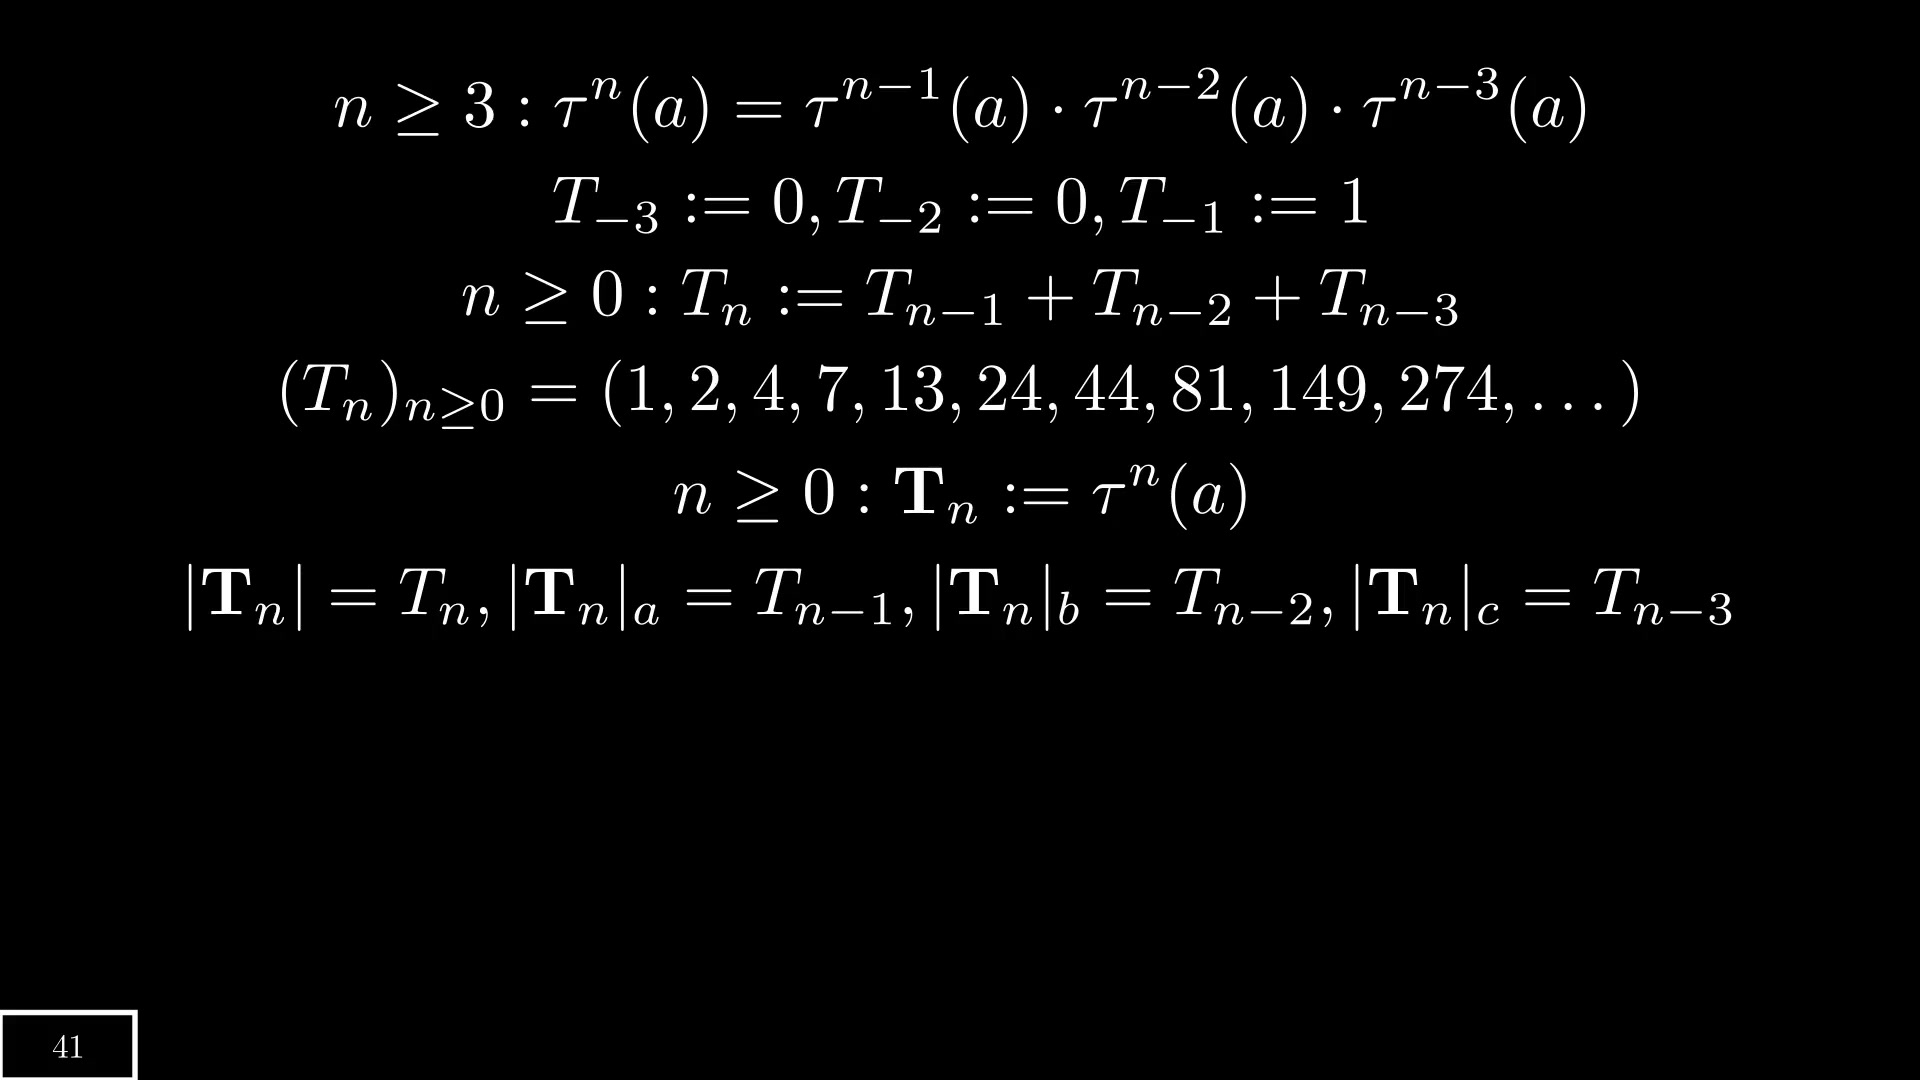 n ≥ 3 : τⁿ(a) = τⁿ⁻¹(a) · τⁿ⁻²(a) · τⁿ⁻³(a)
T₋₃ := 0, T₋₂ := 0, T₋₁ := 1
n ≥ 0 : Tₙ := Tₙ₋₁ + Tₙ₋₂ + Tₙ₋₃
(Tₙ)ₙ≥₀ = (1, 2, 4, 7, 13, 24, 44, 81, 149, 274, . . . )
n ≥ 0 : 𝐓ₙ := τⁿ(a)
|𝐓ₙ| = Tₙ, |𝐓ₙ|_a = Tₙ₋₁, |𝐓ₙ|_b = Tₙ₋₂, |𝐓ₙ|_c = Tₙ₋₃
41